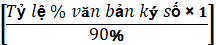 [Tỷ lệ % văn bản ký số × 1]
90%